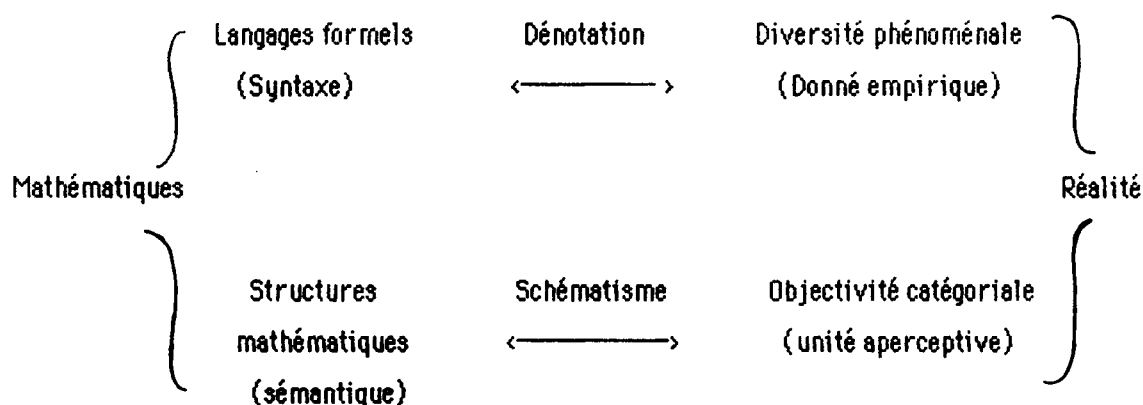 Langages formels Dénotation Diversité phénoménale
(Syntaxe) (Donné empirique)
Mathématiques Réalité
Structures Schématisme Objectivité catégoriale
mathématiques (unité aperceptive)
(sémantique)